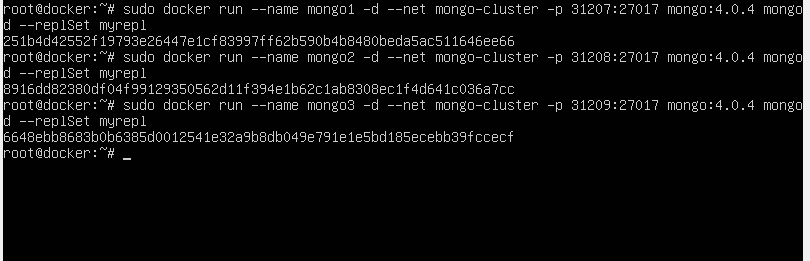 root@docker:~# sudo docker run --name mongo1 -d --net mongo-cluster -p 31207:27017 mongo:4.0.4 mongo
d --replSet myrepl
251b4d42552f19793e26447e1cf83997ff62b590b4b8480beda5ac511646ee66
root@docker:~# sudo docker run --name mongo2 -d --net mongo-cluster -p 31208:27017 mongo:4.0.4 mongo
d --replSet myrepl
8916dd82380df04f99129350562d11f394e1b62c1ab8308ec1f4d641c036a7cc
root@docker:~# sudo docker run --name mongo3 -d --net mongo-cluster -p 31209:27017 mongo:4.0.4 mongo
d --replSet myrepl
6648ebb8683b0b6385d0012541e32a9b8db049e791e1e5bd185ecebb39fccecf
root@docker:~# _